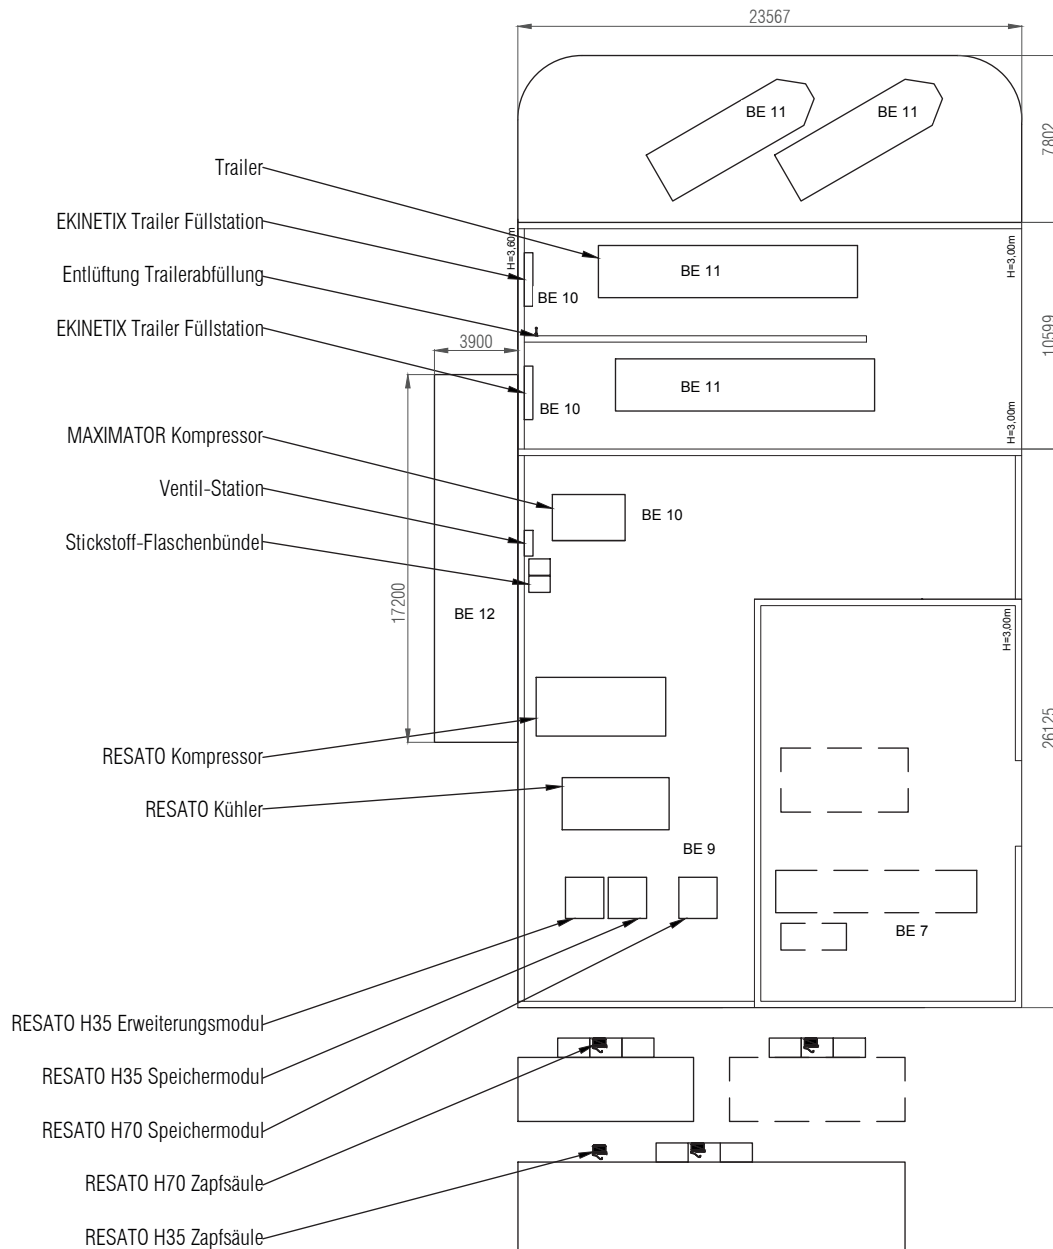 23567
BE 11
BE 11
7802
Trailer
EKINETIX Trailer Füllstation
H=3,60m
H=3,00m
Entlüftung Trailerabfüllung
BE 11
BE 10
EKINETIX Trailer Füllstation
10599
3900
BE 11
BE 10
H=3,00m
MAXIMATOR Kompressor
Ventil-Station
BE 10
Stickstoff-Flaschenbündel
17200
BE 12
H=3,00m
26125
RESATO Kompressor
RESATO Kühler
BE 9
BE 7
RESATO H35 Erweiterungsmodul
RESATO H35 Speichermodul
RESATO H70 Speichermodul
RESATO H70 Zapfsäule
RESATO H35 Zapfsäule